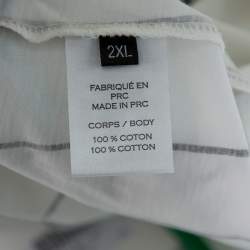 2XL
FABRIQUÉ EN
PRC
MADE IN PRC
CORPS / BODY
100 % COTON
100 % COTTON